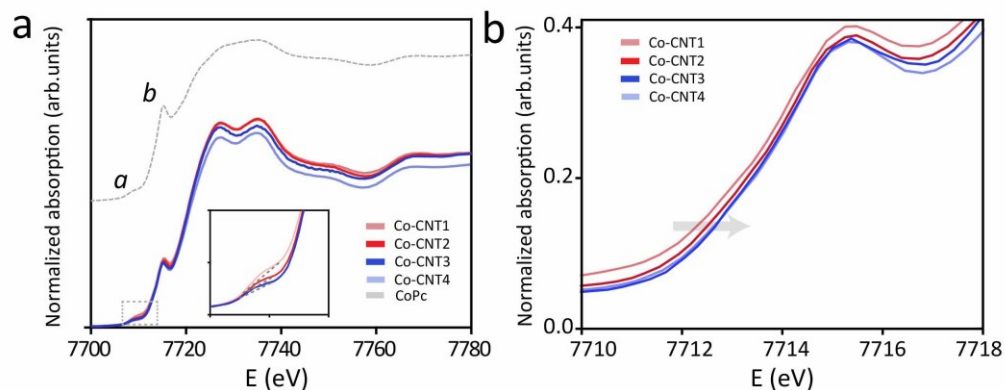 a
Normalized absorption (arb.units)
b
a
Co-CNT1
Co-CNT2
Co-CNT3
Co-CNT4
CoPc
7700
7720
7740
7760
7780
E (eV)
b
Normalized absorption (arb.units)
0.4
0.2
0.0
Co-CNT1
Co-CNT2
Co-CNT3
Co-CNT4
7710
7712
7714
7716
7718
E (eV)